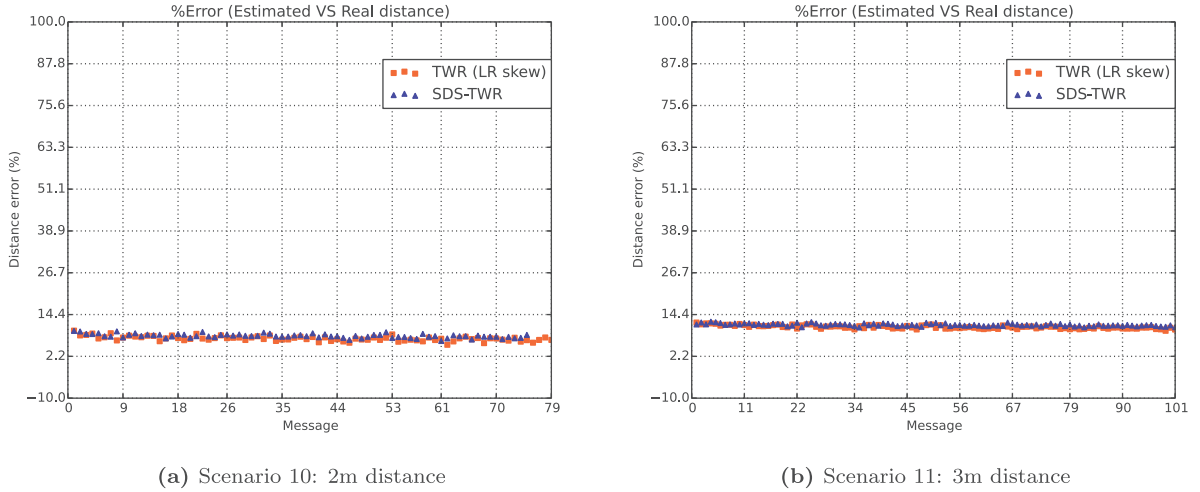 %Error (Estimated VS Real distance)
100.0
87.8
75.6
63.3
51.1
38.9
26.7
14.4
2.2
−10.0
Distance error (%)
TWR (LR skew)
SDS-TWR
0 9 18 26 35 44 53 61 70 79
Message
(a) Scenario 10: 2m distance
%Error (Estimated VS Real distance)
100.0
87.8
75.6
63.3
51.1
38.9
26.7
14.4
2.2
−10.0
Distance error (%)
TWR (LR skew)
SDS-TWR
0 11 22 34 45 56 67 79 90 101
Message
(b) Scenario 11: 3m distance